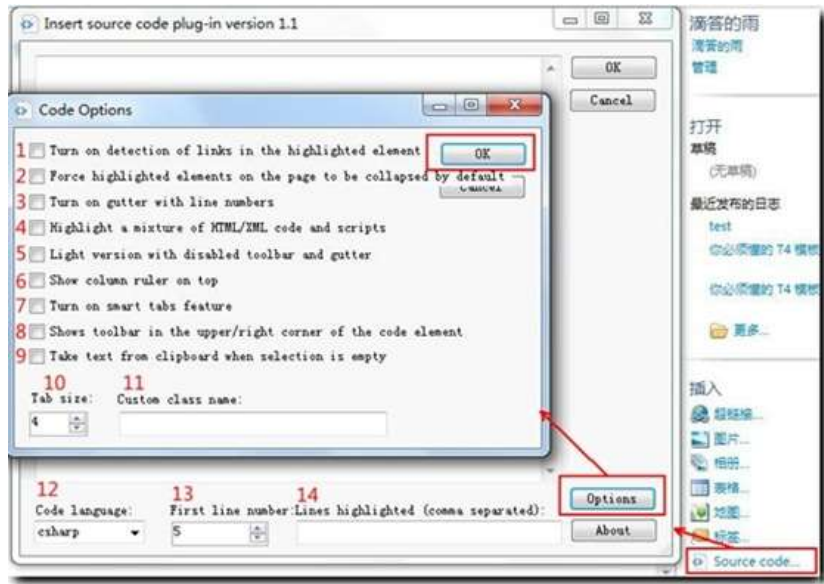 Insert source code plug-in version 1.1
OK
Cancel
Code Options
OK
Cancel
1 Turn on detection of links in the highlighted element
2 Force highlighted elements on the page to be collapsed by default
3 Turn on gutter with line numbers
4 Highlight a mixture of HTML/XML code and scripts
5 Light version with disabled toolbar and gutter
6 Show column ruler on top
7 Turn on smart tabs feature
8 Shows toolbar in the upper/right corner of the code element
9 Take text from clipboard when selection is empty
10 11
Tab size: Custom class name:
4
12 13 14
Code language: First line number: Lines highlighted (comma separated):
csharp 5
Options
About
滴答的雨
滴答的雨
管理
打开
草稿
(无草稿)
最近发布的日志
test
你必须懂的 T4 模板
你必须懂的 T4 模板
更多...
插入
超链接...
图片...
相册...
表格...
地图...
标签...
Source code...